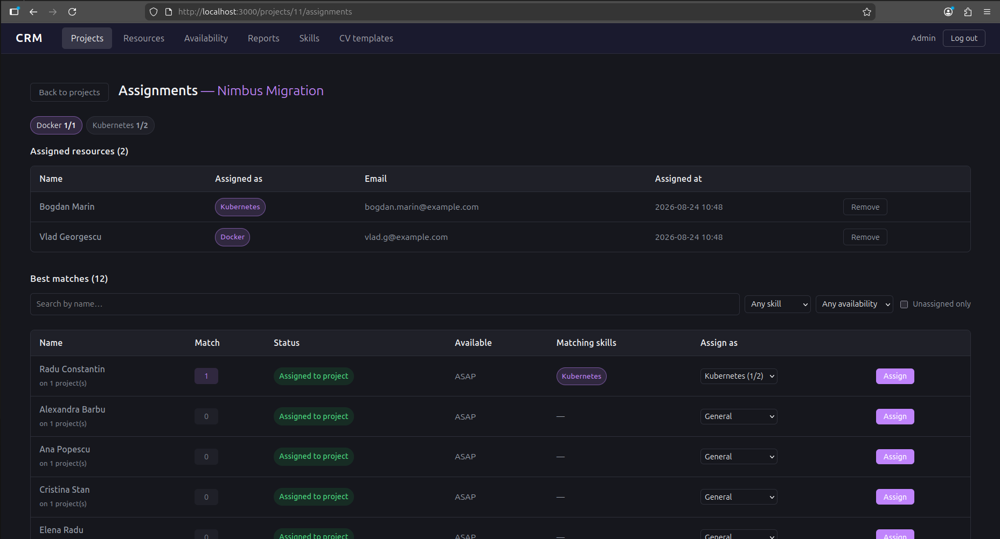 http://localhost:3000/projects/11/assignments
CRM Projects Resources Availability Reports Skills CV templates Admin Log out
Back to projects Assignments — Nimbus Migration
Docker 1/1 Kubernetes 1/2
Assigned resources (2)
Name Assigned as Email Assigned at
Bogdan Marin Kubernetes bogdan.marin@example.com 2026-08-24 10:48 Remove
Vlad Georgescu Docker vlad.g@example.com 2026-08-24 10:48 Remove
Best matches (12)
Search by name… Any skill Any availability Unassigned only
Name Match Status Available Matching skills Assign as
Radu Constantin 1 Assigned to project ASAP Kubernetes Kubernetes (1/2) Assign
on 1 project(s)
Alexandra Barbu 0 Assigned to project ASAP — General Assign
on 1 project(s)
Ana Popescu 0 Assigned to project ASAP — General Assign
on 1 project(s)
Cristina Stan 0 Assigned to project ASAP — General Assign
on 1 project(s)
Elena Radu 0 Assigned to project ASAP — General Assign